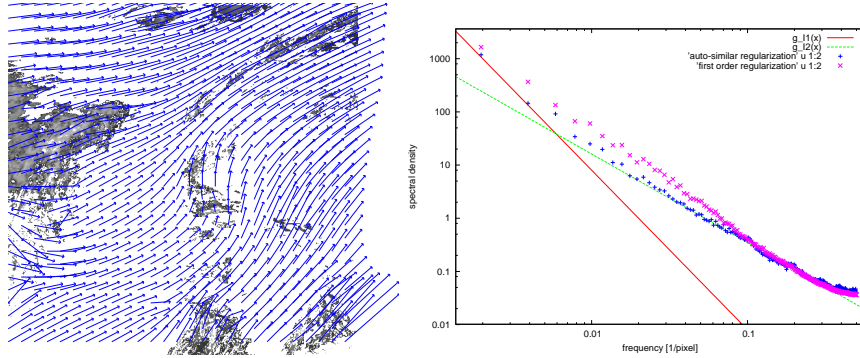 g_l1(x)
g_l2(x)
'auto-similar regularization' u 1:2
'first order regularization' u 1:2
1000
100
10
1
0.1
0.01
spectral density
0.01 0.1
frequency [1/pixel]